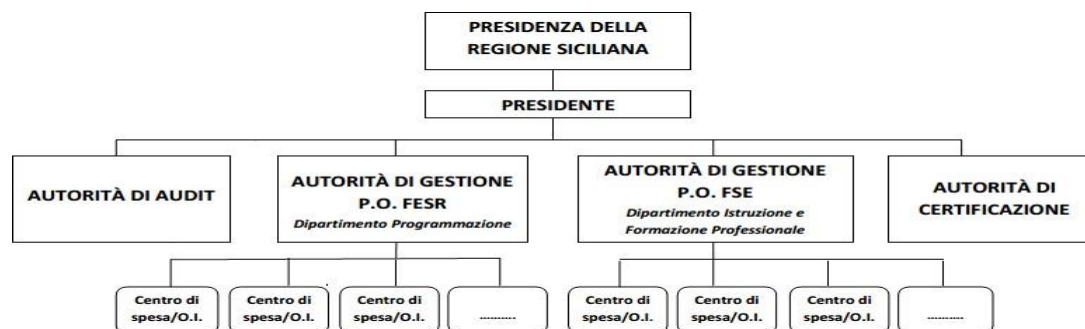 PRESIDENZA DELLA
REGIONE SICILIANA
PRESIDENTE
AUTORITÀ DI AUDIT
AUTORITÀ DI GESTIONE
P.O. FESR
Dipartimento Programmazione
AUTORITÀ DI GESTIONE
P.O. FSE
Dipartimento Istruzione e
Formazione Professionale
AUTORITÀ DI
CERTIFICAZIONE
Centro di
spesa/O.I.
Centro di
spesa/O.I.
Centro di
spesa/O.I.
..........
Centro di
spesa/O.I.
Centro di
spesa/O.I.
Centro di
spesa/O.I.
..........